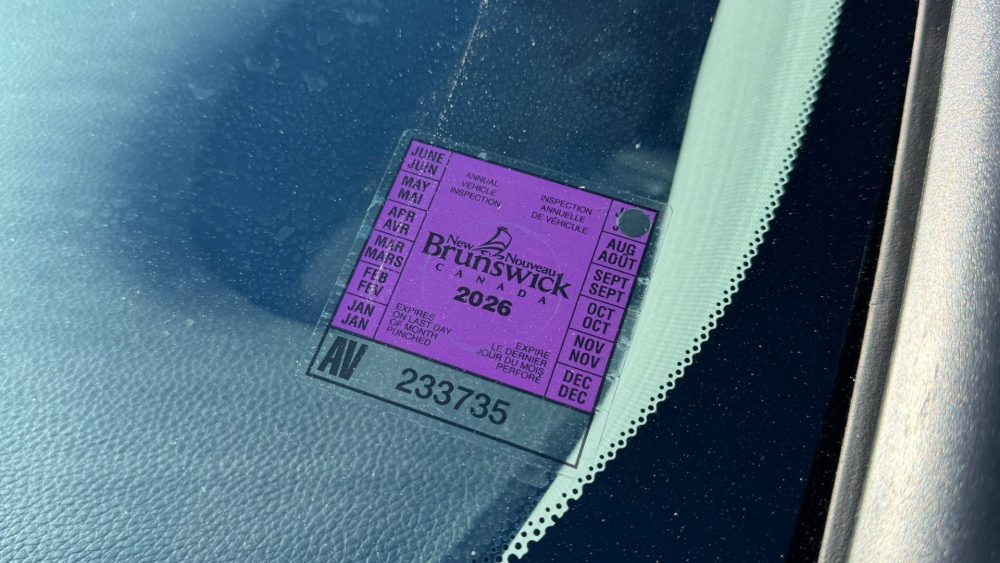 JUNE
JUIN
MAY
MAI
APR
AVR
MAR
MARS
FEB
FEV
JAN
JAN
ANNUAL
VEHICLE
INSPECTION
INSPECTION
ANNUELLE
DE VÉHICULE
New Nouveau
Brunswick
CANADA
2026
EXPIRES
ON LAST DAY
OF MONTH
PUNCHED
EXPIRE
LE DERNIER
JOUR DU MOIS
PERFORÉ
AUG
AOÛT
SEPT
SEPT
OCT
OCT
NOV
NOV
DEC
DEC
AV 233735